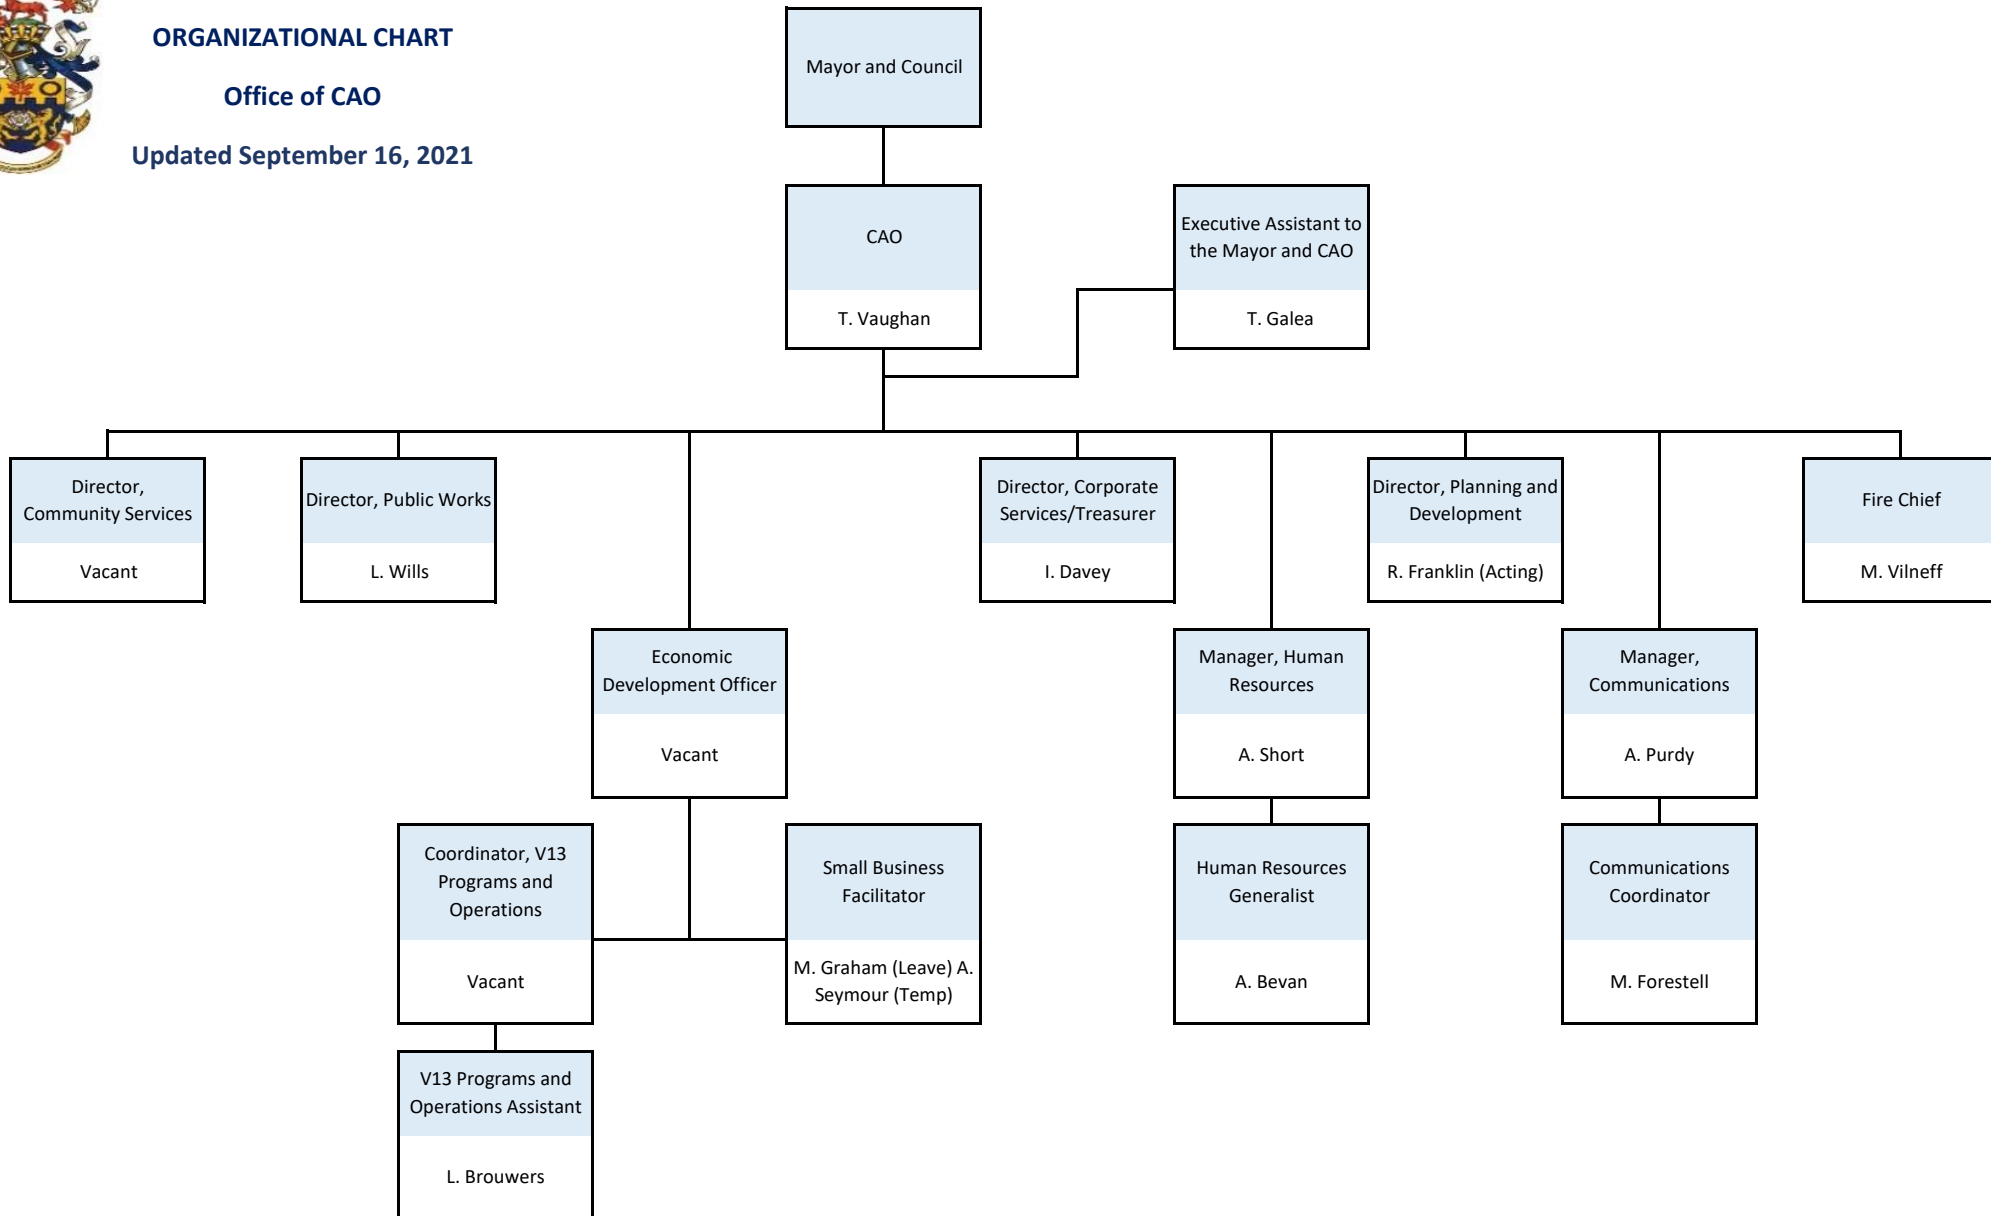 ORGANIZATIONAL CHART
Office of CAO
Updated September 16, 2021
Mayor and Council
CAO
T. Vaughan
Executive Assistant to
the Mayor and CAO
T. Galea
Director,
Community Services
Vacant
Director, Public Works
L. Wills
Director, Corporate
Services/Treasurer
I. Davey
Director, Planning and
Development
R. Franklin (Acting)
Fire Chief
M. Vilneff
Economic
Development Officer
Vacant
Manager, Human
Resources
A. Short
Manager,
Communications
A. Purdy
Coordinator, V13
Programs and
Operations
Vacant
Small Business
Facilitator
M. Graham (Leave) A.
Seymour (Temp)
Human Resources
Generalist
A. Bevan
Communications
Coordinator
M. Forestell
V13 Programs and
Operations Assistant
L. Brouwers